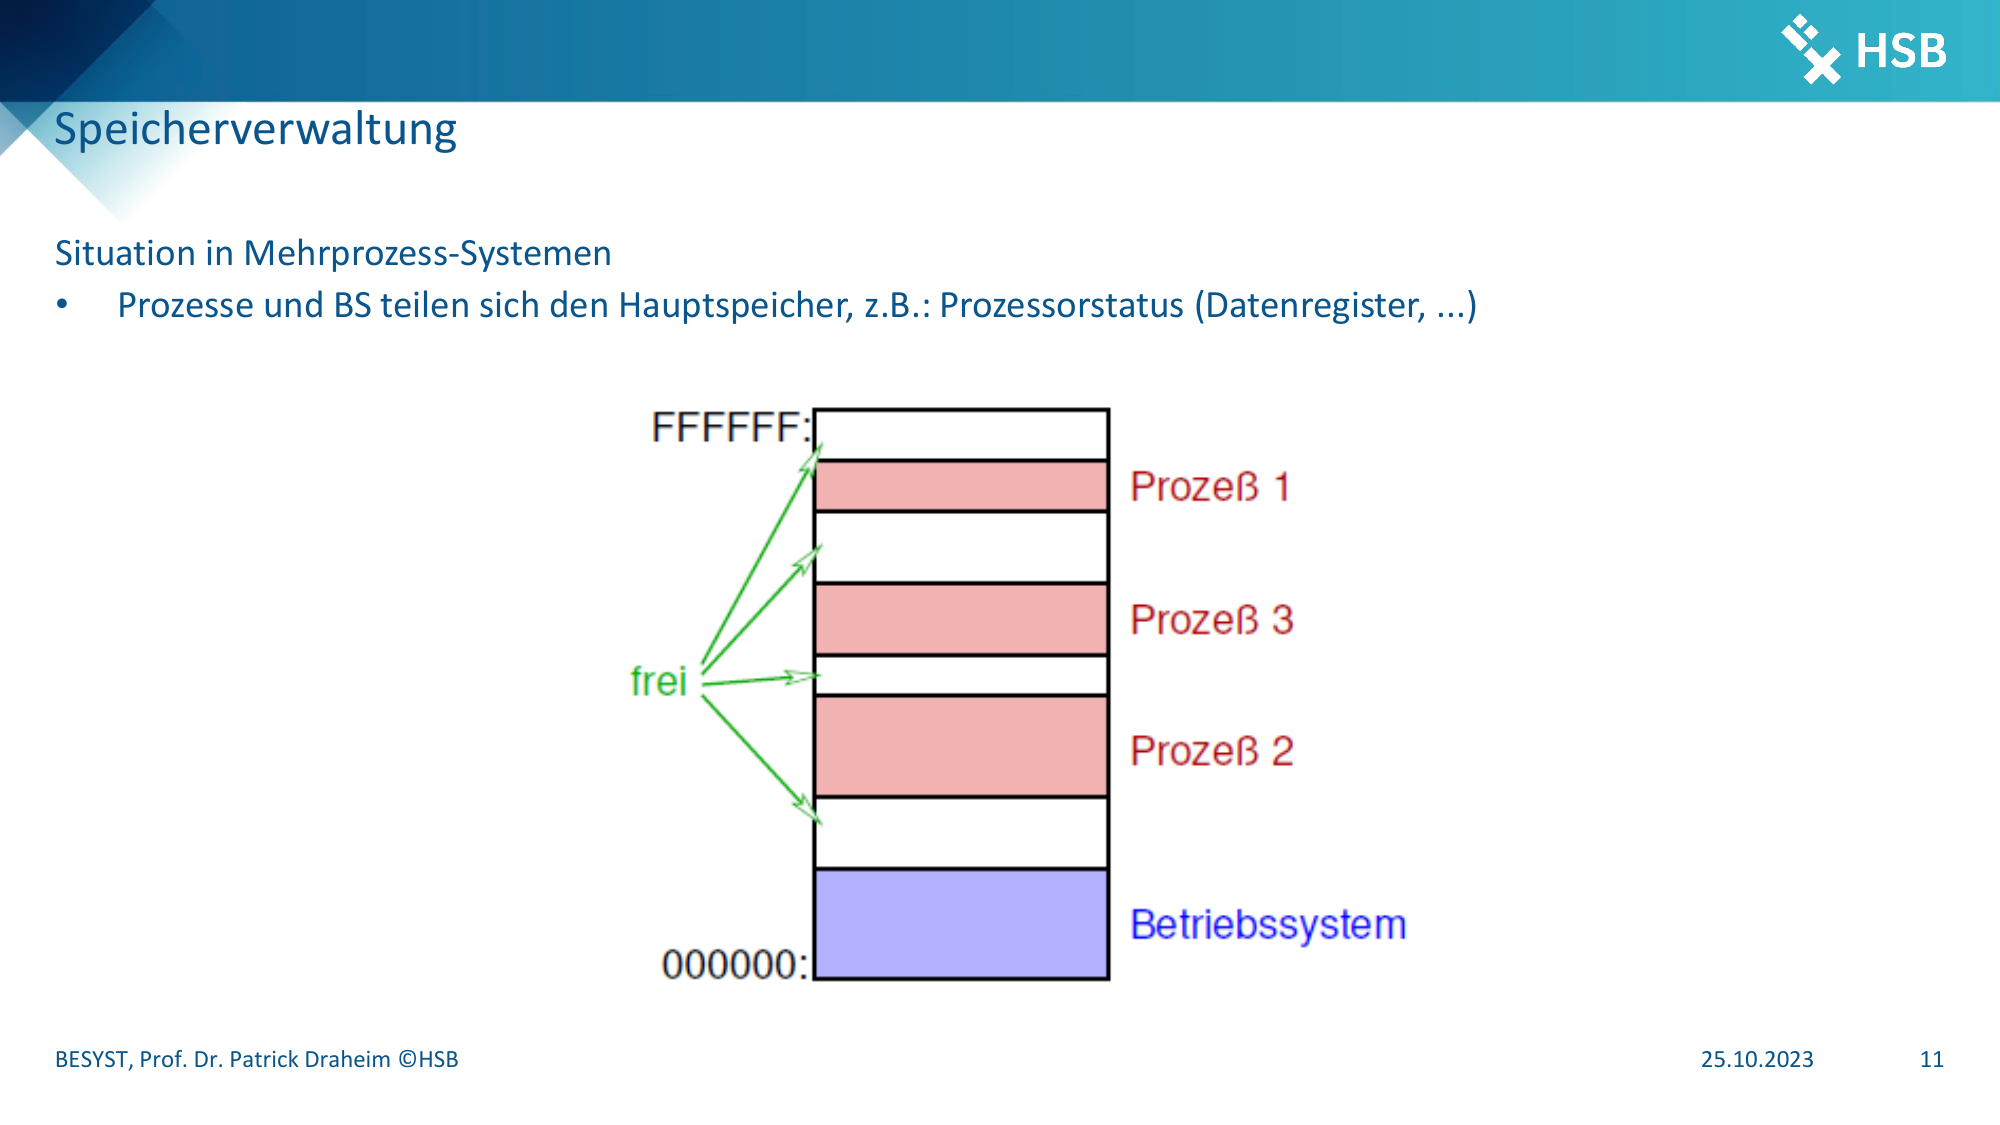 HSB
Speicherverwaltung
Situation in Mehrprozess-Systemen
• Prozesse und BS teilen sich den Hauptspeicher, z.B.: Prozessorstatus (Datenregister, ...)
FFFFFF:
Prozeß 1
Prozeß 3
frei
Prozeß 2
Betriebssystem
000000:
BESYST, Prof. Dr. Patrick Draheim ©HSB
25.10.2023
11